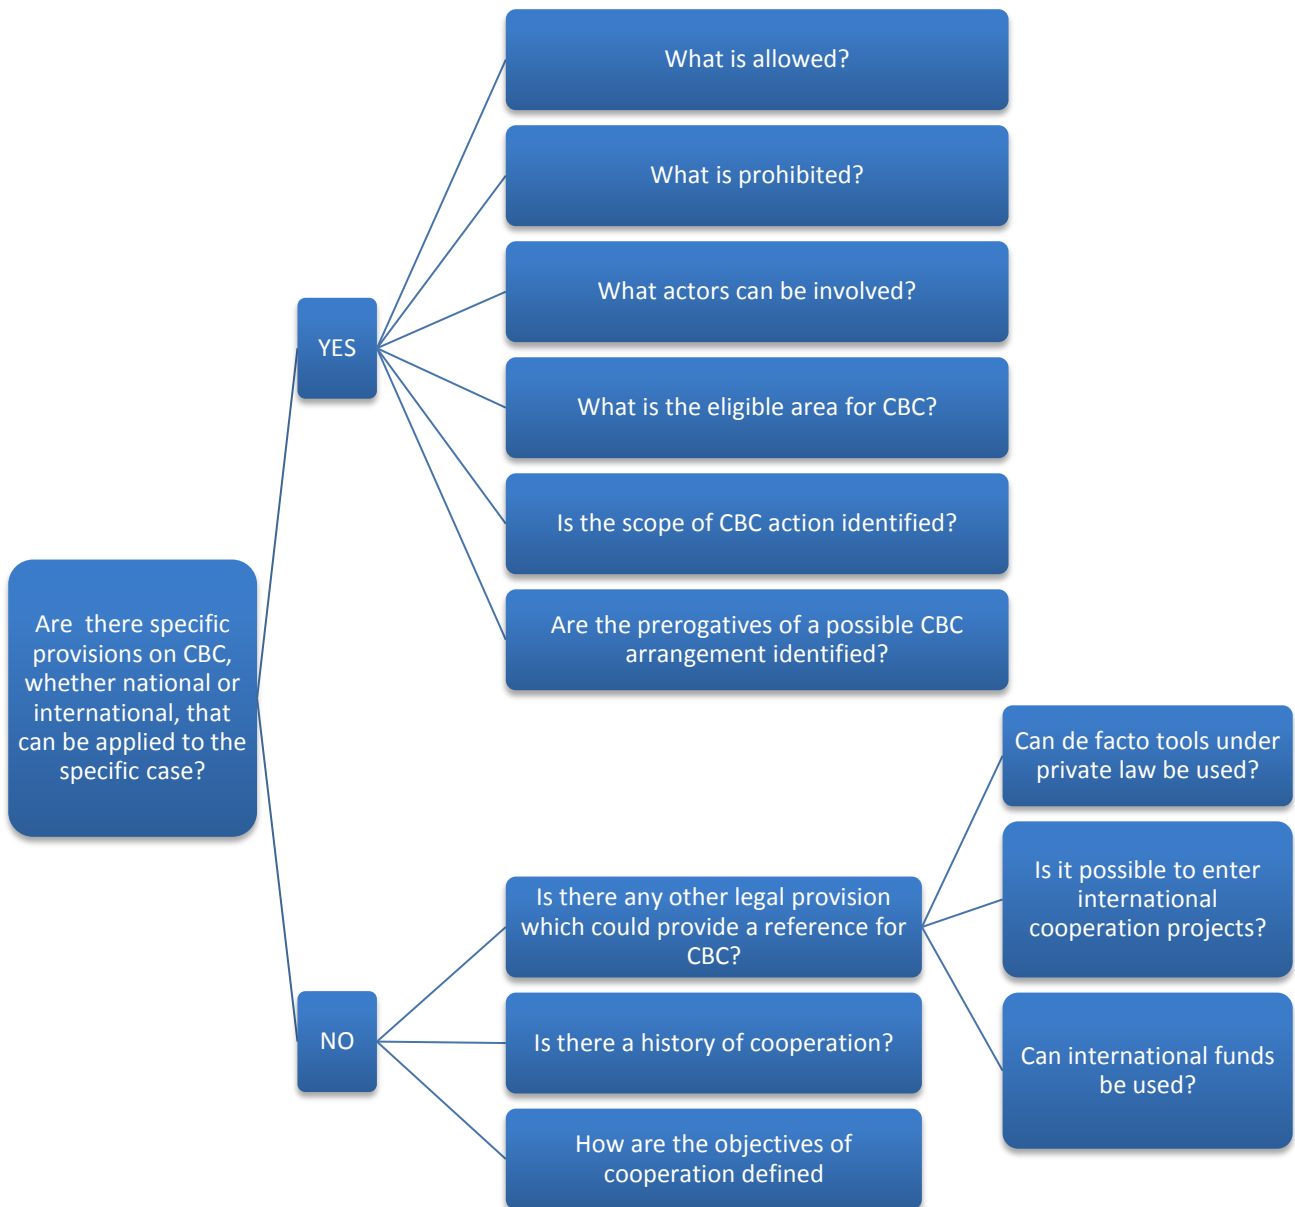 What is allowed?
What is prohibited?
What actors can be involved?
YES
What is the eligible area for CBC?
Is the scope of CBC action identified?
Are the prerogatives of a possible CBC
arrangement identified?
Are  there specific
provisions on CBC,
whether national or
international, that
can be applied to the
specific case?
Can de facto tools under
private law be used?
Is it possible to enter
international
cooperation projects?
Is there any other legal provision
which could provide a reference for
CBC?
NO
Is there a history of cooperation?
Can international funds
be used?
How are the objectives of
cooperation defined